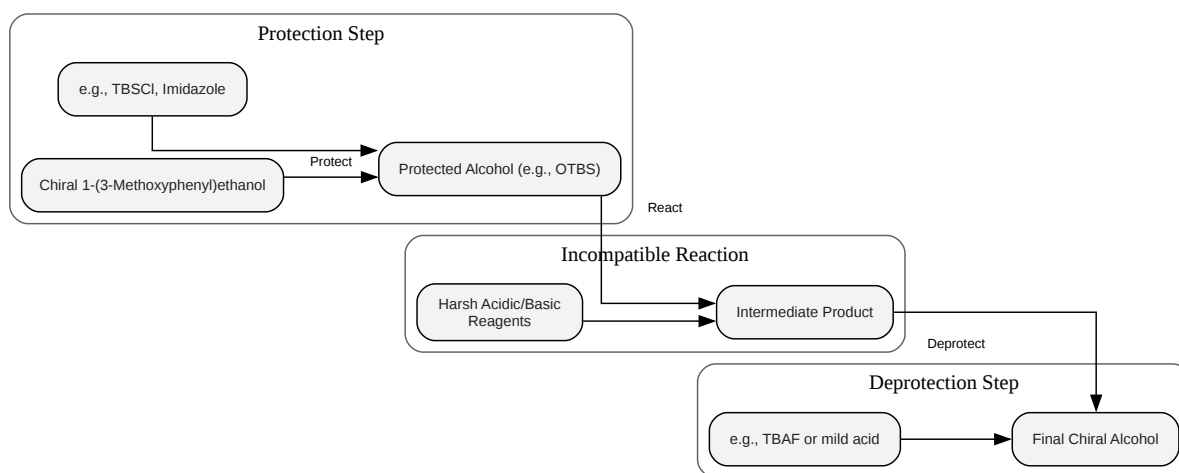 Protection Step
e.g., TBSCl, Imidazole
Protect
Chiral 1-(3-Methoxyphenyl)ethanol
Protected Alcohol (e.g., OTBS)
React
Incompatible Reaction
Harsh Acidic/Basic
Reagents
Intermediate Product
Deprotect
Deprotection Step
e.g., TBAF or mild acid
Final Chiral Alcohol